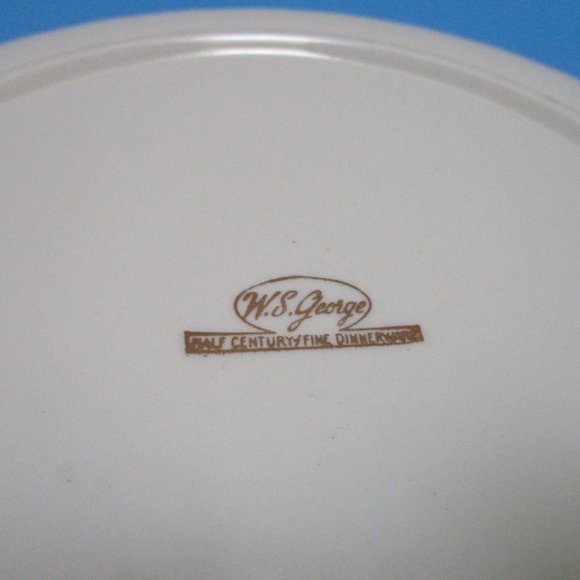 W.S. George
HALF CENTURY of FINE DINNERWARE